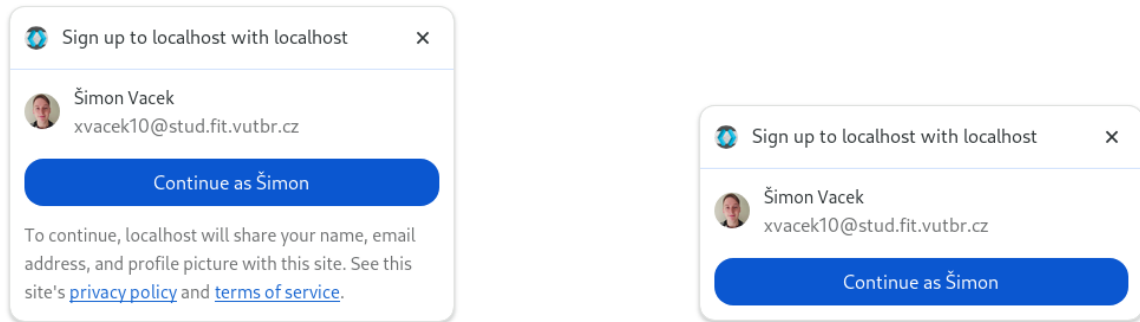 Sign up to localhost with localhost
Šimon Vacek
xvacek10@stud.fit.vutbr.cz
Continue as Šimon
To continue, localhost will share your name, email
address, and profile picture with this site. See this
site's privacy policy and terms of service.
Sign up to localhost with localhost
Šimon Vacek
xvacek10@stud.fit.vutbr.cz
Continue as Šimon